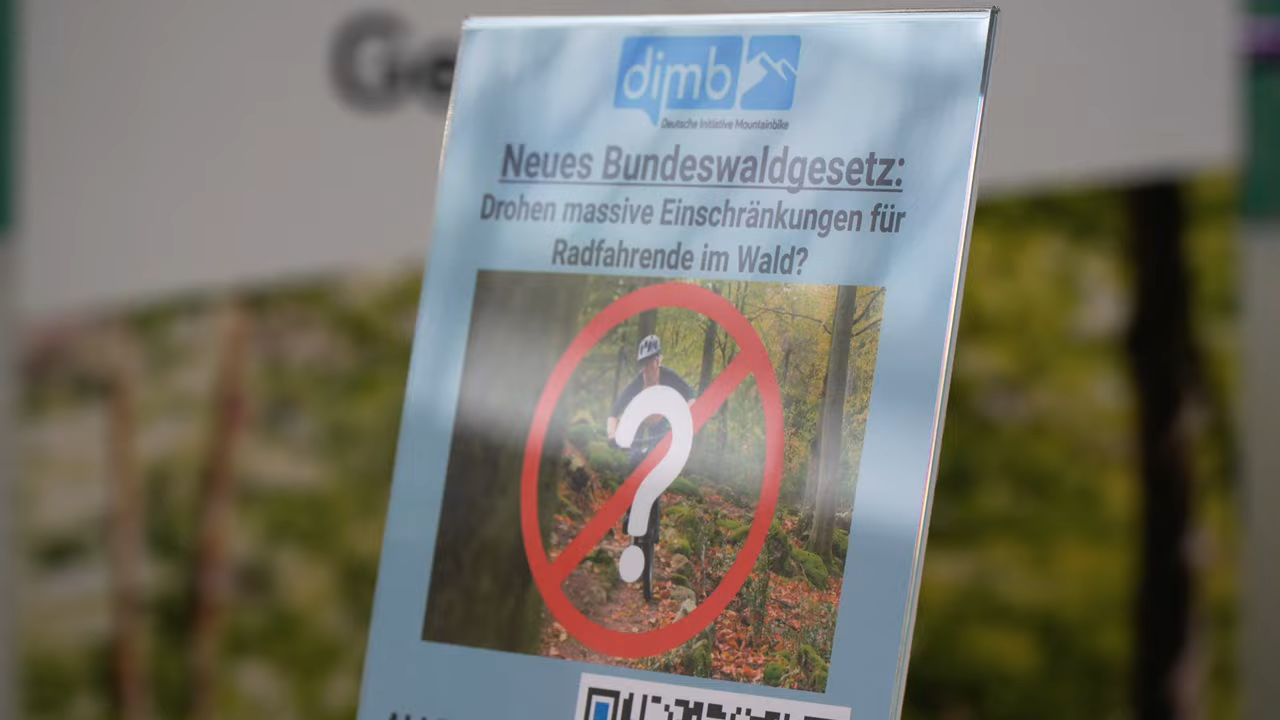 dimb
Deutsche Initiative Mountainbike
Neues Bundeswaldgesetz:
Drohen massive Einschränkungen für
Radfahrende im Wald?
?